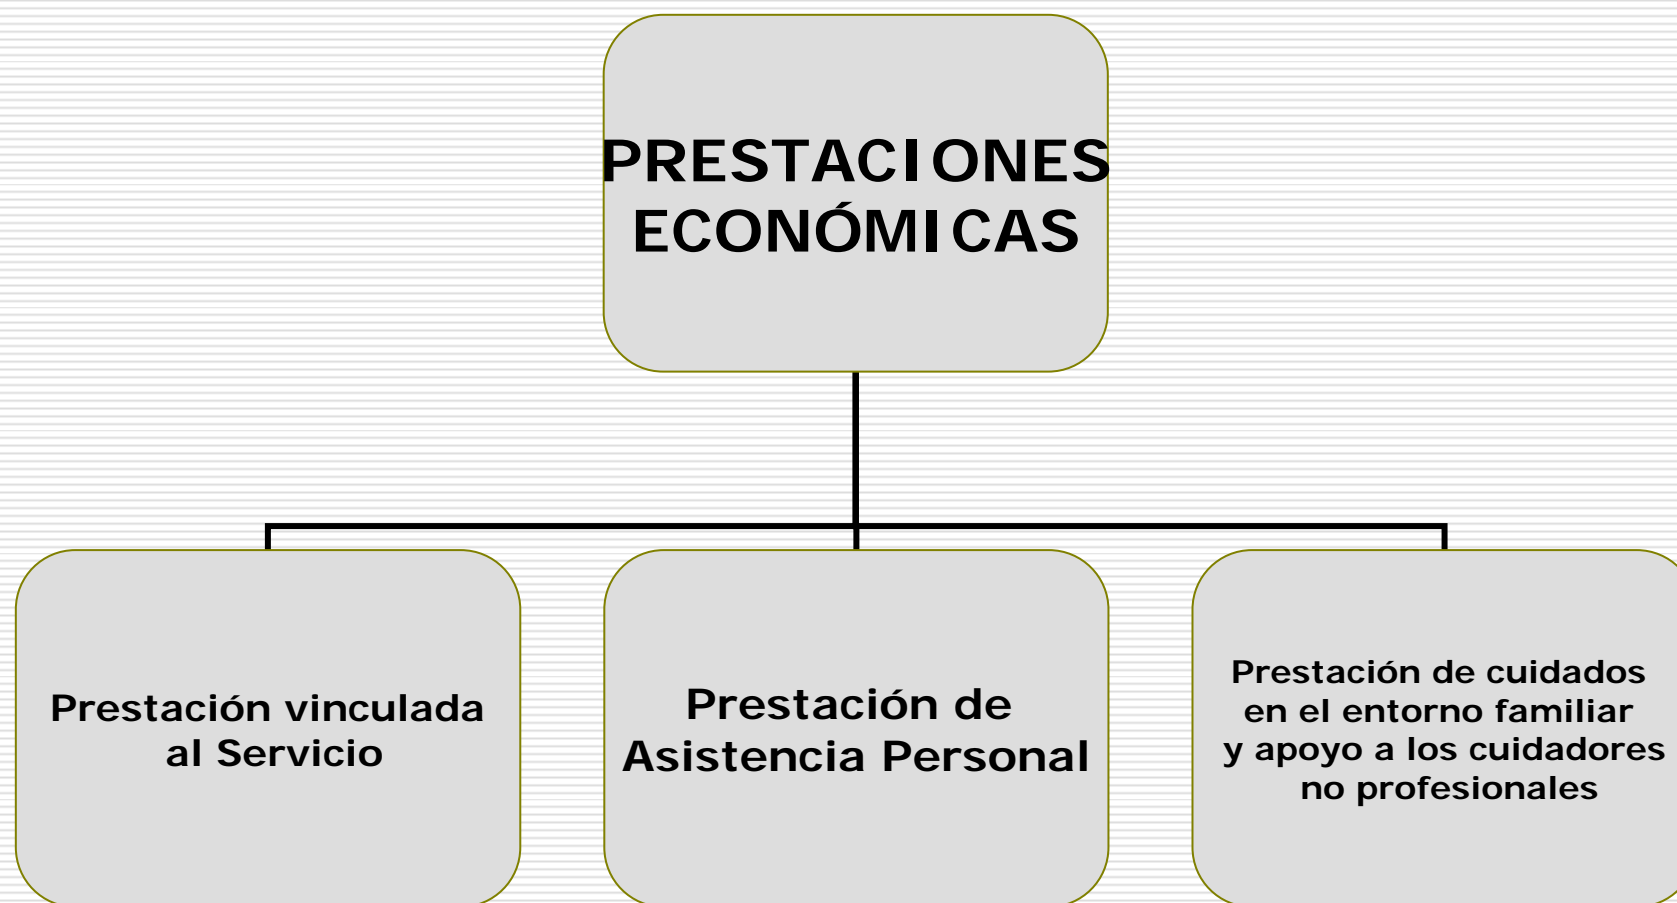 PRESTACIONES
ECONÓMICAS
Prestación vinculada
al Servicio
Prestación de
Asistencia Personal
Prestación de cuidados
en el entorno familiar
y apoyo a los cuidadores
no profesionales